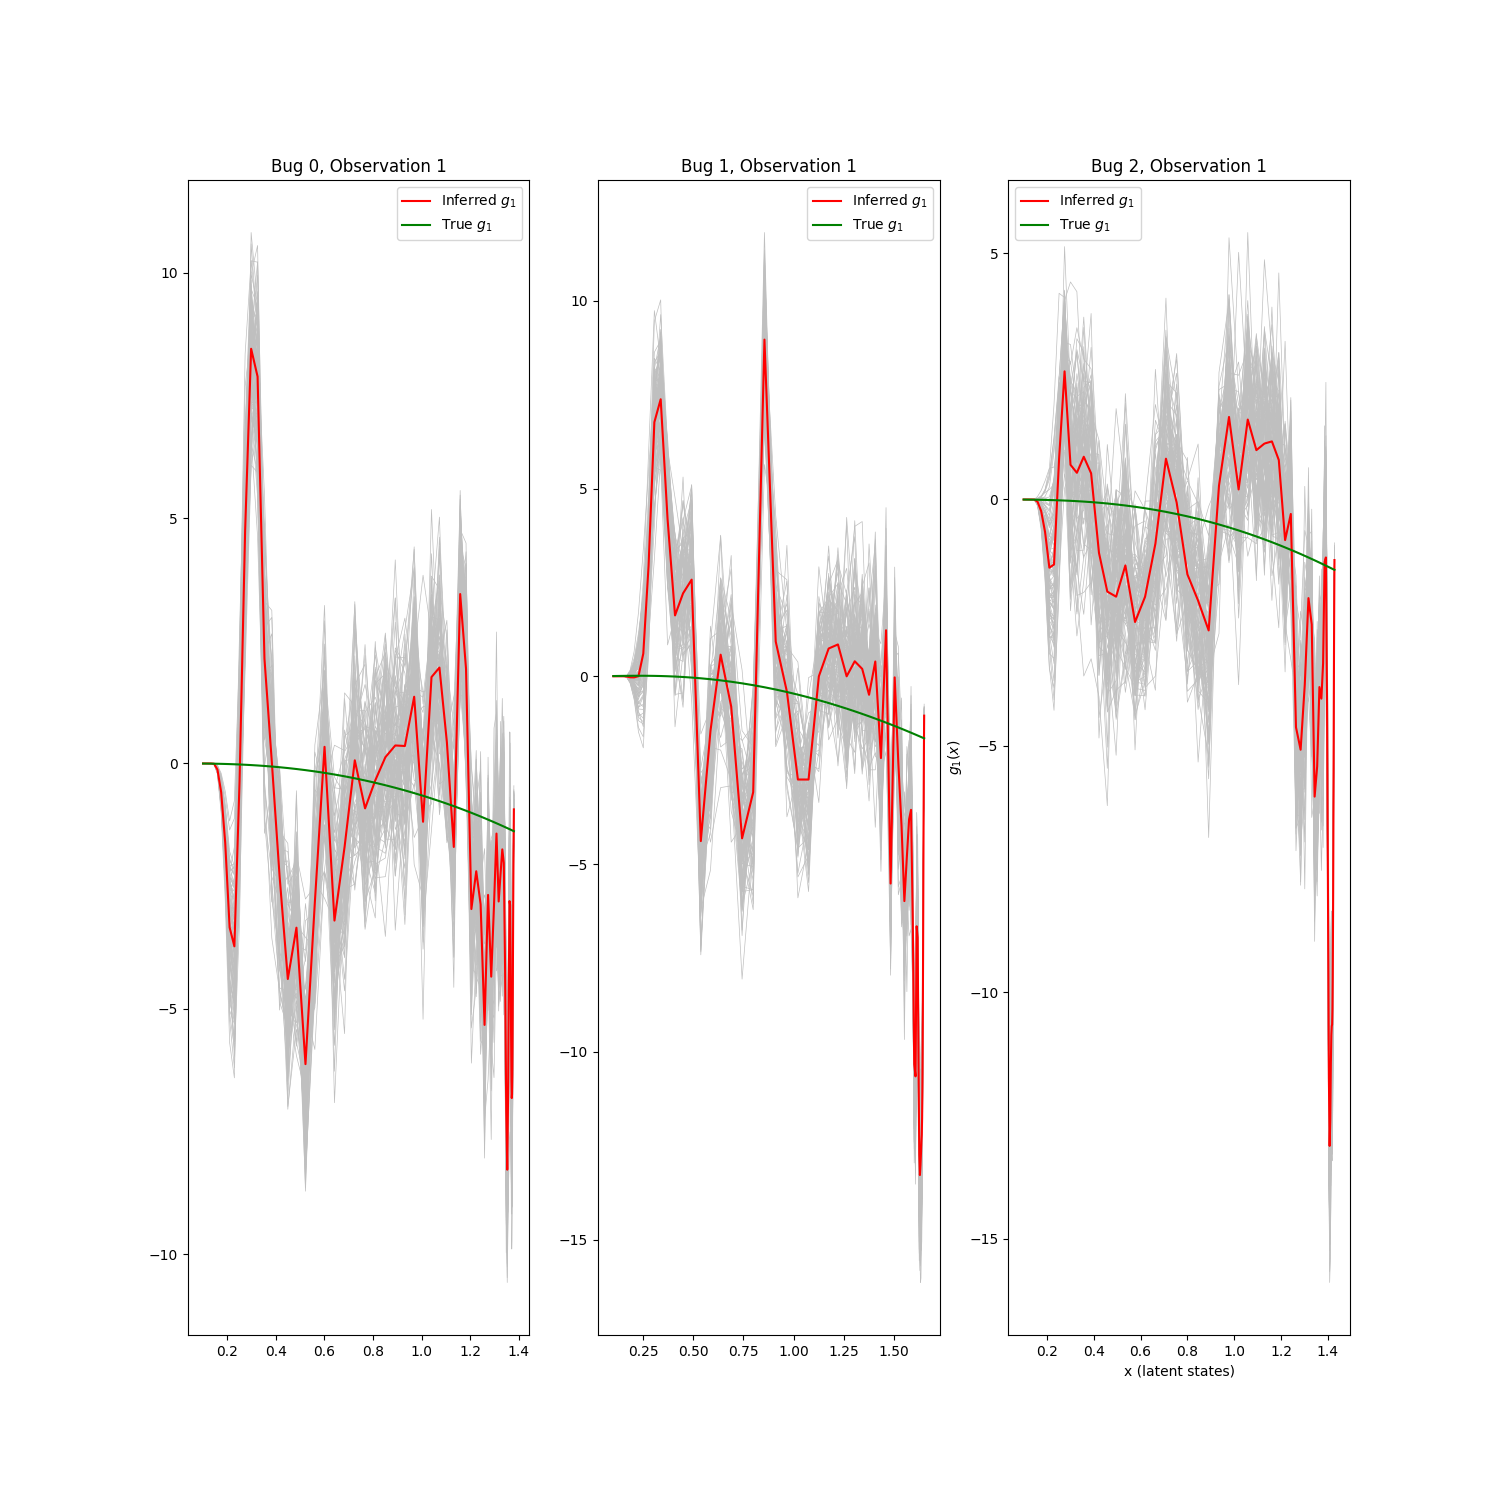 Bug 0, Observation 1
Inferred g₁
True g₁
10
5
0
−5
−10
0.2 0.4 0.6 0.8 1.0 1.2 1.4
Bug 1, Observation 1
Inferred g₁
True g₁
10
5
0
−5
−10
−15
0.25 0.50 0.75 1.00 1.25 1.50
Bug 2, Observation 1
Inferred g₁
True g₁
g₁(x)
5
0
−5
−10
−15
0.2 0.4 0.6 0.8 1.0 1.2 1.4
x (latent states)